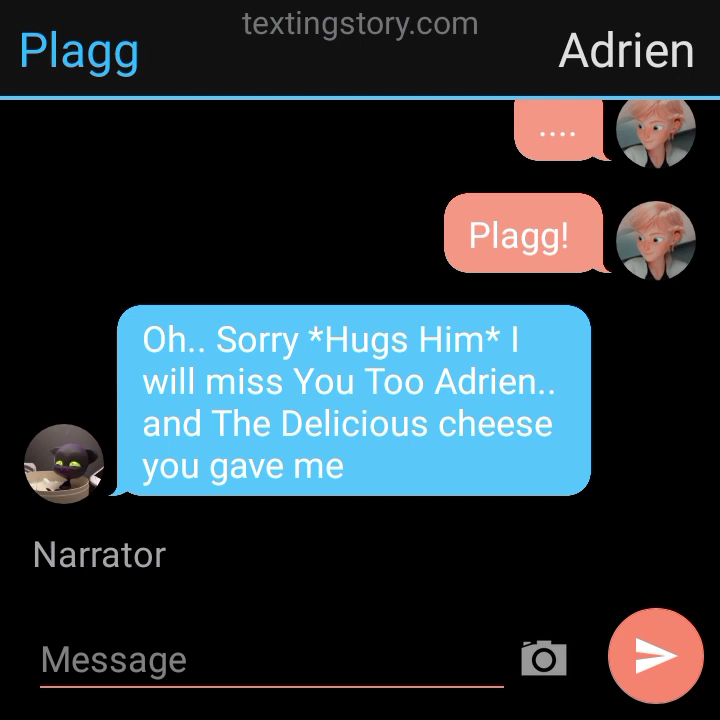 textingstory.com
Plagg
Adrien
....
Plagg!
Oh.. Sorry *Hugs Him* I
will miss You Too Adrien..
and The Delicious cheese
you gave me
Narrator
Message